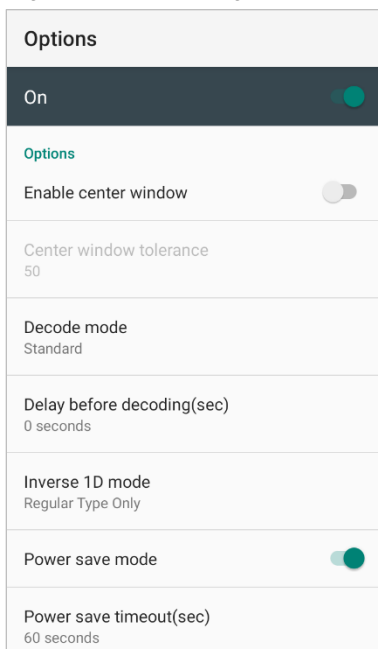 Options
On
Options
Enable center window
Center window tolerance
50
Decode mode
Standard
Delay before decoding(sec)
0 seconds
Inverse 1D mode
Regular Type Only
Power save mode
Power save timeout(sec)
60 seconds